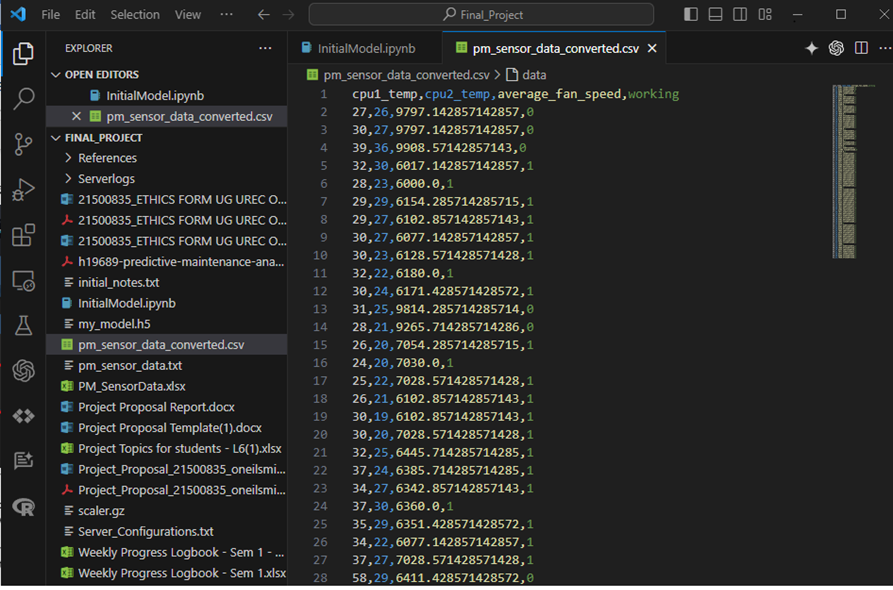 File Edit Selection View ··· Final_Project
EXPLORER ···
OPEN EDITORS
InitialModel.ipynb
pm_sensor_data_converted.csv
FINAL_PROJECT
References
Serverlogs
21500835_ETHICS FORM UG UREC O...
21500835_ETHICS FORM UG UREC O...
21500835_ETHICS FORM UG UREC O...
h19689-predictive-maintenance-ana...
initial_notes.txt
InitialModel.ipynb
my_model.h5
pm_sensor_data_converted.csv
pm_sensor_data.txt
PM_SensorData.xlsx
Project Proposal Report.docx
Project Proposal Template(1).docx
Project Topics for students - L6(1).xlsx
Project_Proposal_21500835_oneilsmi...
Project_Proposal_21500835_oneilsmi...
scaler.gz
Server_Configurations.txt
Weekly Progress Logbook - Sem 1 - ...
Weekly Progress Logbook - Sem 1.xlsx
InitialModel.ipynb pm_sensor_data_converted.csv
pm_sensor_data_converted.csv > data
1 cpu1_temp,cpu2_temp,average_fan_speed,working
2 27,26,9797.142857142857,0
3 30,27,9797.142857142857,0
4 39,36,9908.57142857143,0
5 32,30,6017.142857142857,1
6 28,23,6000.0,1
7 29,29,6154.285714285715,1
8 29,27,6102.857142857143,1
9 30,27,6077.142857142857,1
10 30,23,6128.571428571428,1
11 32,22,6180.0,1
12 30,24,6171.428571428572,1
13 31,25,9814.285714285714,0
14 28,21,9265.714285714286,0
15 26,20,7054.285714285715,1
16 24,20,7030.0,1
17 25,22,7028.571428571428,1
18 26,21,6102.857142857143,1
19 30,19,6102.857142857143,1
20 30,20,7028.571428571428,1
21 32,25,6445.714285714285,1
22 37,24,6385.714285714285,1
23 34,27,6342.857142857143,1
24 37,30,6360.0,1
25 35,29,6351.428571428572,1
26 34,22,6077.142857142857,1
27 37,27,7028.571428571428,1
28 58,29,6411.428571428572,0